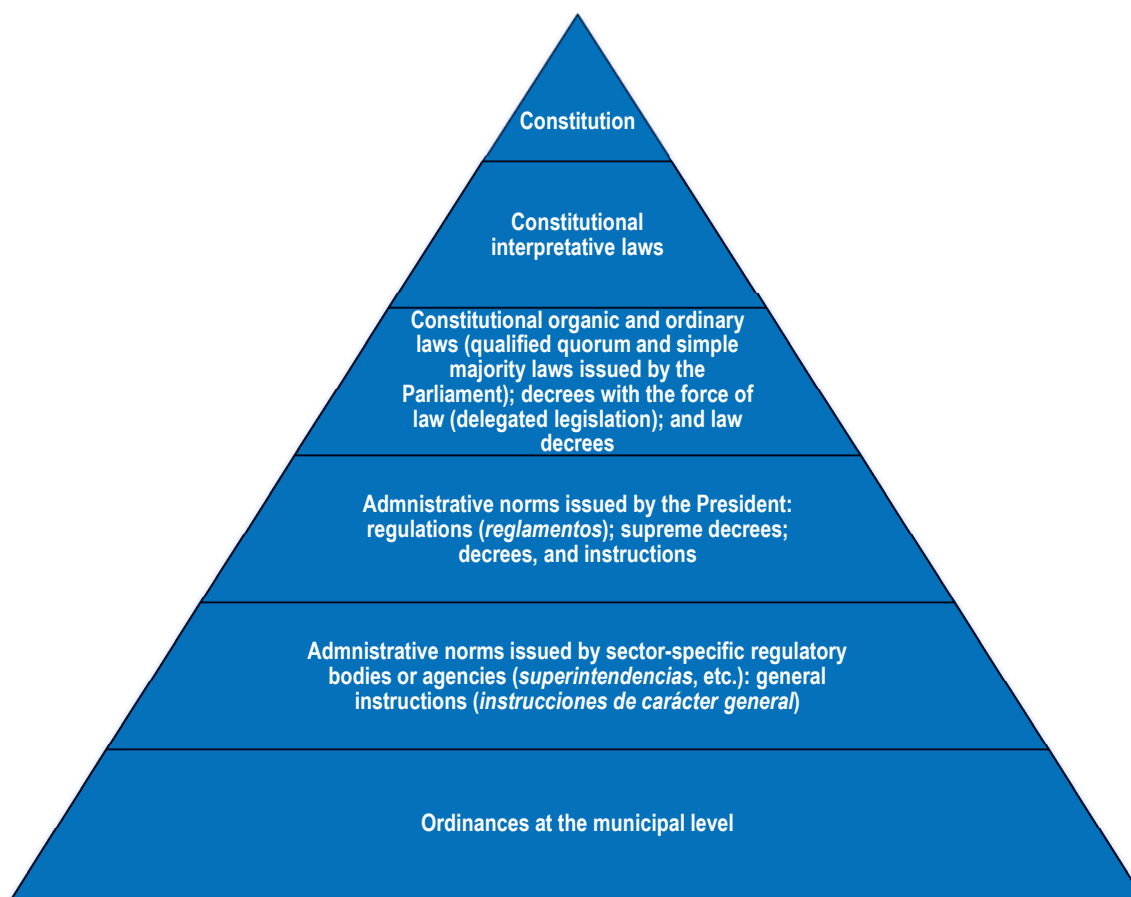 Constitution
Constitutional
interpretative laws
Constitutional organic and ordinary
laws (qualified quorum and simple
majority laws issued by the
Parliament); decrees with the force of
law (delegated legislation); and law
decrees
Admnistrative norms issued by the President:
regulations (reglamentos); supreme decrees;
decrees, and instructions
Admnistrative norms issued by sector-specific regulatory
bodies or agencies (superintendencias, etc.): general
instructions (instrucciones de carácter general)
Ordinances at the municipal level